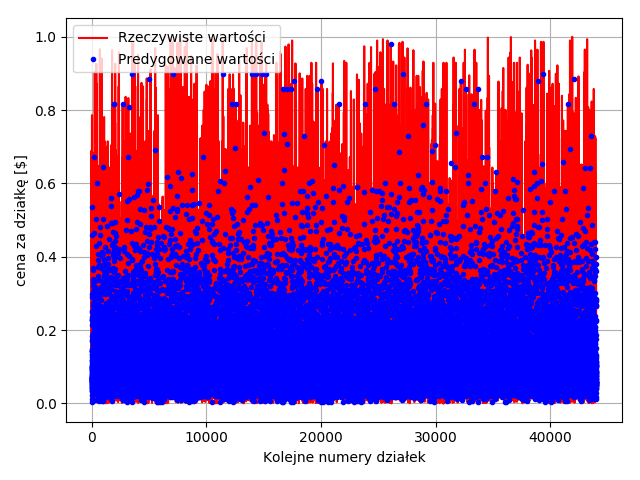 Rzeczywiste wartości
Predygowane wartości
cena za działkę [$]
1.0
0.8
0.6
0.4
0.2
0.0
0 10000 20000 30000 40000
Kolejne numery działek